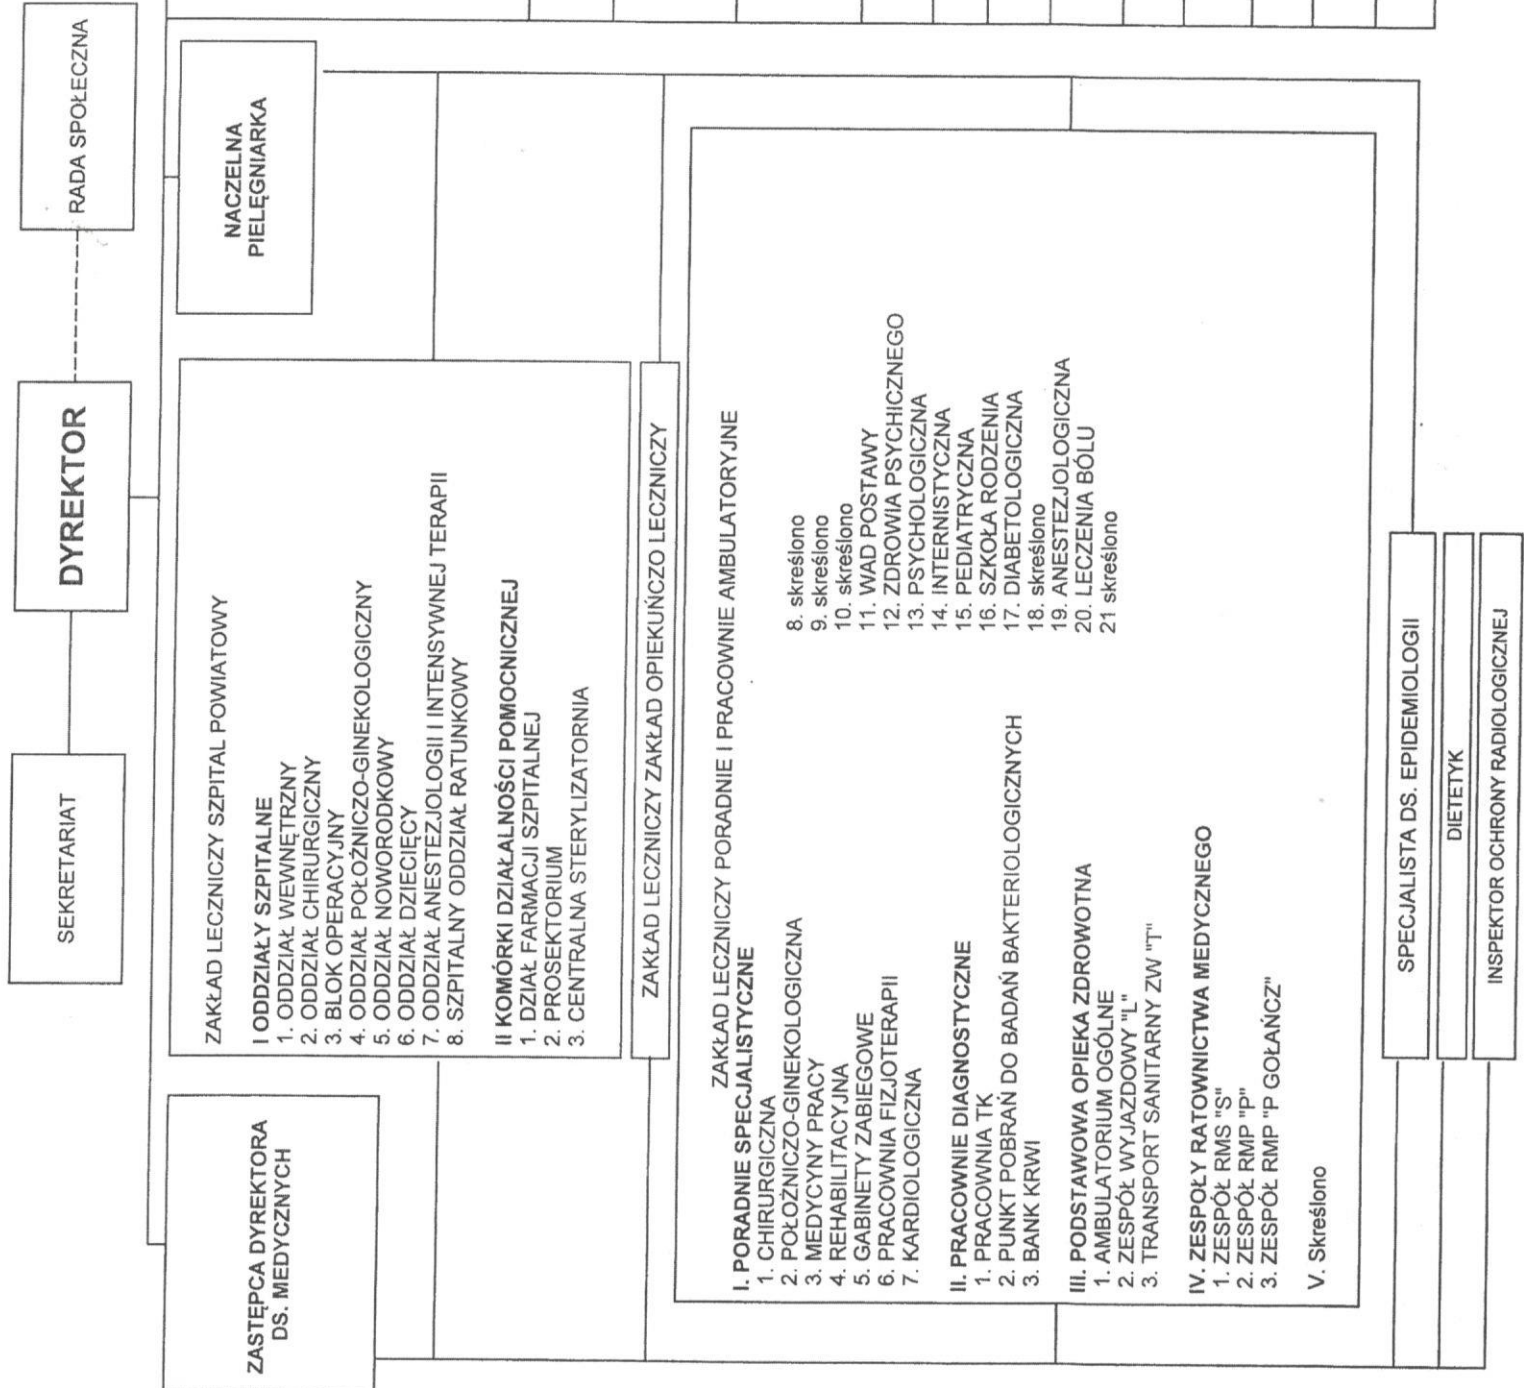 SEKRETARIAT
DYREKTOR
RADA SPOŁECZNA
ZASTĘPCA DYREKTORA
DS. MEDYCZNYCH
NACZELNA
PIELĘGNIARKA
ZAKŁAD LECZNICZY SZPITAL POWIATOWY
I ODDZIAŁY SZPITALNE
1. ODDZIAŁ WEWNĘTRZNY
2. ODDZIAŁ CHIRURGICZNY
3. BLOK OPERACYJNY
4. ODDZIAŁ POŁOŻNICZO-GINEKOLOGICZNY
5. ODDZIAŁ NOWORODKOWY
6. ODDZIAŁ DZIECIĘCY
7. ODDZIAŁ ANESTEZJOLOGII I INTENSYWNEJ TERAPII
8. SZPITALNY ODDZIAŁ RATUNKOWY
II KOMÓRKI DZIAŁALNOŚCI POMOCNICZNEJ
1. DZIAŁ FARMACJI SZPITALNEJ
2. PROSEKTORIUM
3. CENTRALNA STERYLIZATORNIA
ZAKŁAD LECZNICZY ZAKŁAD OPIEKUŃCZO LECZNICZY
ZAKŁAD LECZNICZY PORADNIE I PRACOWNIE AMBULATORYJNE
I. PORADNIE SPECJALISTYCZNE
1. CHIRURGICZNA
2. POŁOŻNICZO-GINEKOLOGICZNA
3. MEDYCYNY PRACY
4. REHABILITACYJNA
5. GABINETY ZABIEGOWE
6. PRACOWNIA FIZJOTERAPII
7. KARDIOLOGICZNA
8. skreślono
9. skreślono
10. skreślono
11. WAD POSTAWY
12. ZDROWIA PSYCHICZNEGO
13. PSYCHOLOGICZNA
14. INTERNISTYCZNA
15. PEDIATRYCZNA
16. SZKOŁA RODZENIA
17. DIABETOLOGICZNA
18. skreślono
19. ANESTEZJOLOGICZNA
20. LECZENIA BÓLU
21 skreślono
II. PRACOWNIE DIAGNOSTYCZNE
1. PRACOWNIA TK
2. PUNKT POBRAŃ DO BADAŃ BAKTERIOLOGICZNYCH
3. BANK KRWI
III. PODSTAWOWA OPIEKA ZDROWOTNA
1. AMBULATORIUM OGÓLNE
2. ZESPÓŁ WYJAZDOWY "L"
3. TRANSPORT SANITARNY ZW "T"
IV. ZESPOŁY RATOWNICTWA MEDYCZNEGO
1. ZESPÓŁ RMS "S"
2. ZESPÓŁ RMP "P"
3. ZESPÓŁ RMP "P GOŁAŃCZ"
V. Skreślono
SPECJALISTA DS. EPIDEMIOLOGII
DIETETYK
INSPEKTOR OCHRONY RADIOLOGICZNEJ